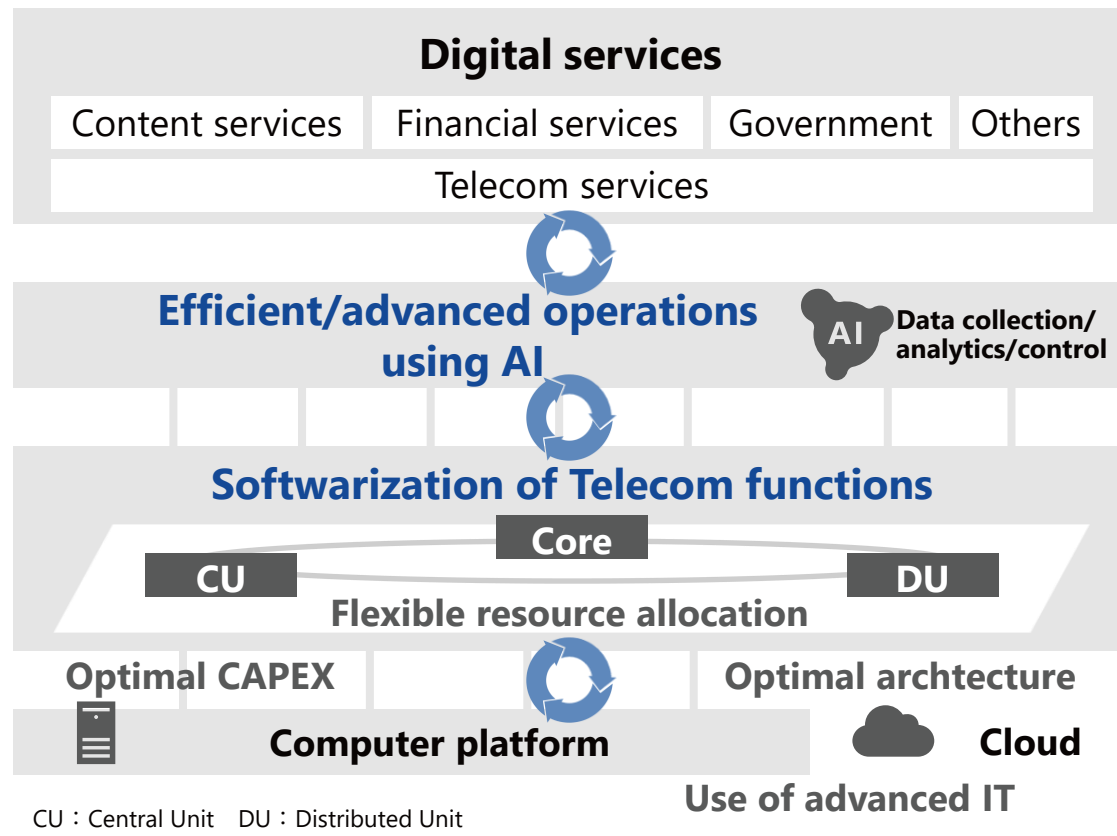 Digital services
Content services
Financial services
Government
Others
Telecom services
Efficient/advanced operations
using AI
AI
Data collection/
analytics/control
Softwarization of Telecom functions
Core
CU
DU
Flexible resource allocation
Optimal CAPEX
Optimal archtecture
Computer platform
Cloud
Use of advanced IT
CU：Central Unit DU：Distributed Unit